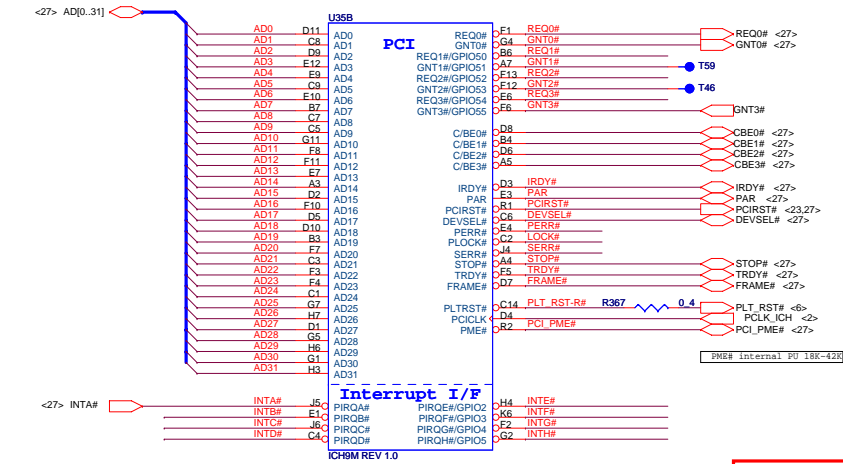 <27> AD[0..31]
U35B
PCI
AD0 D11 AD0
AD1 C8 AD1
AD2 D9 AD2
AD3 E12 AD3
AD4 E9 AD4
AD5 C9 AD5
AD6 E10 AD6
AD7 B7 AD7
AD8 C7 AD8
AD9 C5 AD9
AD10 G11 AD10
AD11 F8 AD11
AD12 F11 AD12
AD13 E7 AD13
AD14 A3 AD14
AD15 D2 AD15
AD16 F10 AD16
AD17 D5 AD17
AD18 D10 AD18
AD19 B3 AD19
AD20 F7 AD20
AD21 C3 AD21
AD22 F3 AD22
AD23 F4 AD23
AD24 C1 AD24
AD25 G7 AD25
AD26 H7 AD26
AD27 D1 AD27
AD28 G5 AD28
AD29 H6 AD29
AD30 G1 AD30
AD31 H3 AD31
REQ0# F1 REQ0# REQ0# <27>
GNT0# G4 GNT0# GNT0# <27>
REQ1#/GPIO50 B6 REQ1#
GNT1#/GPIO51 A7 GNT1# T59
REQ2#/GPIO52 F13 REQ2#
GNT2#/GPIO53 F12 GNT2# T46
REQ3#/GPIO54 E6 REQ3#
GNT3#/GPIO55 F6 GNT3# GNT3#
C/BE0# D8 CBE0# <27>
C/BE1# B4 CBE1# <27>
C/BE2# D6 CBE2# <27>
C/BE3# A5 CBE3# <27>
IRDY# D3 IRDY# IRDY# <27>
PAR E3 PAR PAR <27>
PCIRST# R1 PCIRST# PCIRST# <23,27>
DEVSEL# C6 DEVSEL# DEVSEL# <27>
PERR# E4 PERR#
PLOCK# C2 LOCK#
SERR# J4 SERR#
STOP# A4 STOP# STOP# <27>
TRDY# F5 TRDY# TRDY# <27>
FRAME# D7 FRAME# FRAME# <27>
PLTRST# C14 PLT_RST-R# R367 0_4 PLT_RST# <6>
PCICLK D4 PCLK_ICH <2>
PME# R2 PCI_PME# PCI_PME# <27>
PME# internal PU 18K-42K
Interrupt I/F
<27> INTA# INTA# J5 PIRQA#
INTB# E1 PIRQB#
INTC# J6 PIRQC#
INTD# C4 PIRQD#
PIRQE#/GPIO2 H4 INTE#
PIRQF#/GPIO3 K6 INTF#
PIRQG#/GPIO4 F2 INTG#
PIRQH#/GPIO5 G2 INTH#
ICH9M REV 1.0